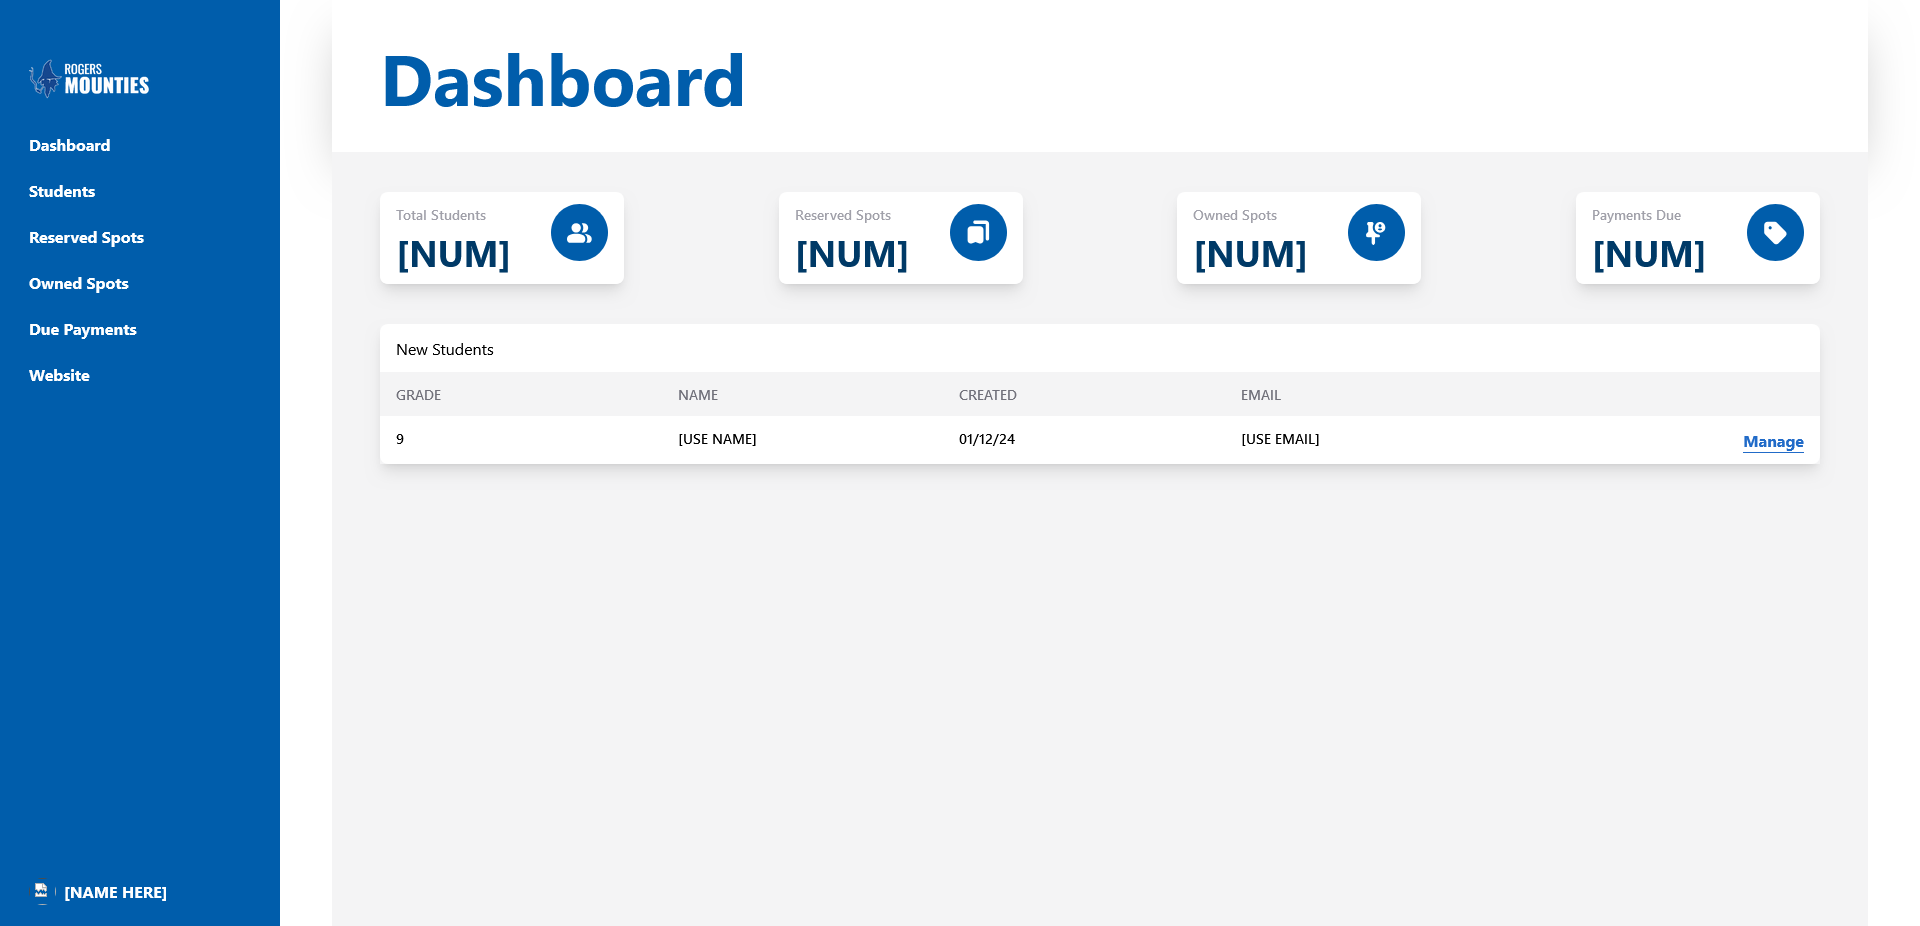 ROGERS
MOUNTIES
Dashboard
Students
Reserved Spots
Owned Spots
Due Payments
Website
[NAME HERE]
Dashboard
Total Students
[NUM]
Reserved Spots
[NUM]
Owned Spots
[NUM]
Payments Due
[NUM]
New Students
GRADE NAME CREATED EMAIL
9 [USE NAME] 01/12/24 [USE EMAIL] Manage